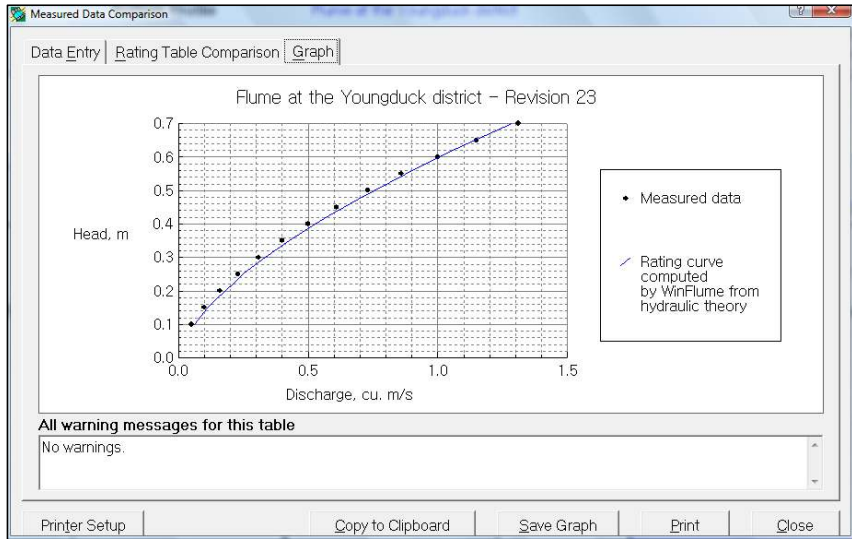 Measured Data Comparison
Data Entry Rating Table Comparison Graph
Flume at the Youngduck district – Revision 23
0.7
0.6
0.5
0.4
Head, m
0.3
0.2
0.1
0.0
0.0 0.5 1.0 1.5
Discharge, cu. m/s
Measured data
Rating curve
computed
by WinFlume from
hydraulic theory
All warning messages for this table
No warnings.
Printer Setup Copy to Clipboard Save Graph Print Close